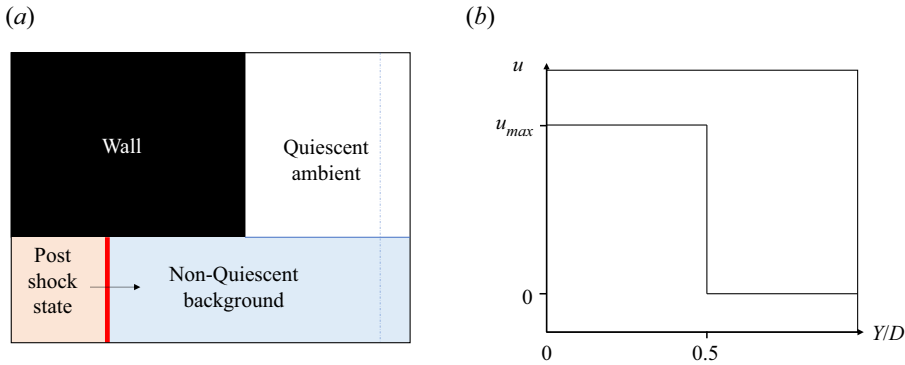 (a)
Wall
Quiescent
ambient
Post
shock
state
Non-Quiescent
background
(b)
u
u_max
0
0
0.5
Y/D